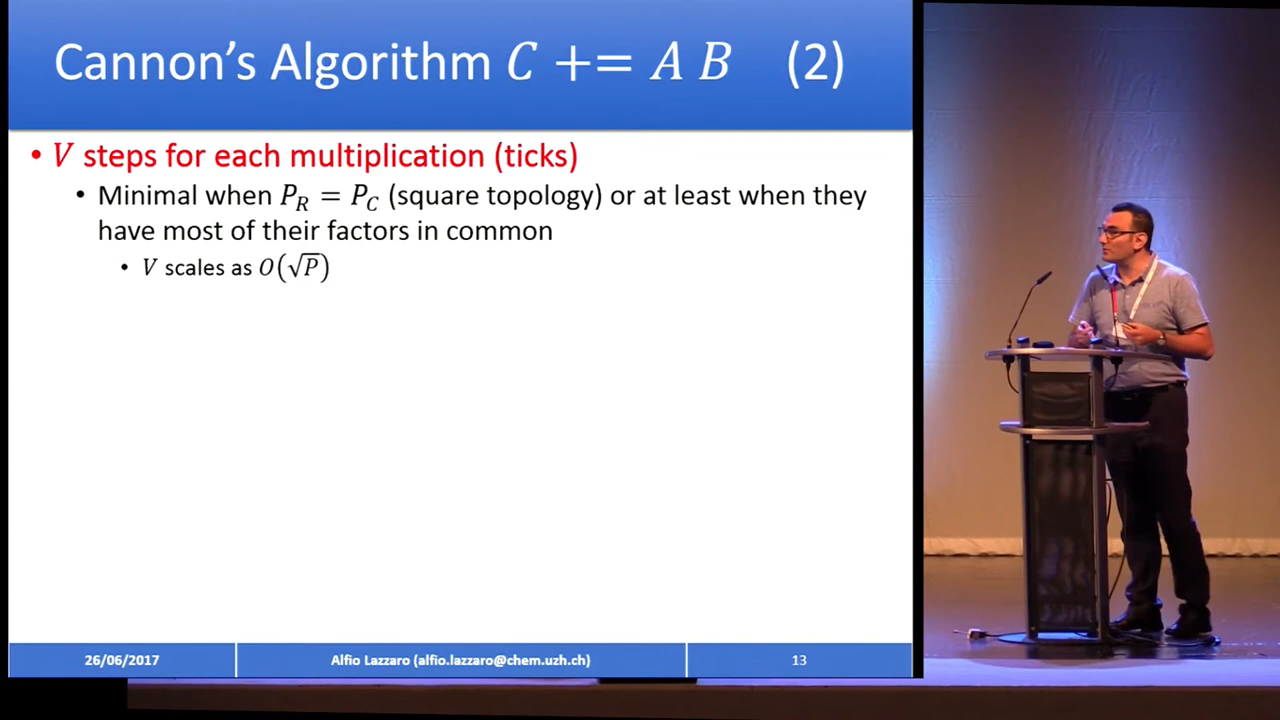 Cannon's Algorithm C += A B (2)
• V steps for each multiplication (ticks)
• Minimal when P_R = P_C (square topology) or at least when they
have most of their factors in common
• V scales as O(√P)
26/06/2017
Alfio Lazzaro (alfio.lazzaro@chem.uzh.ch)
13